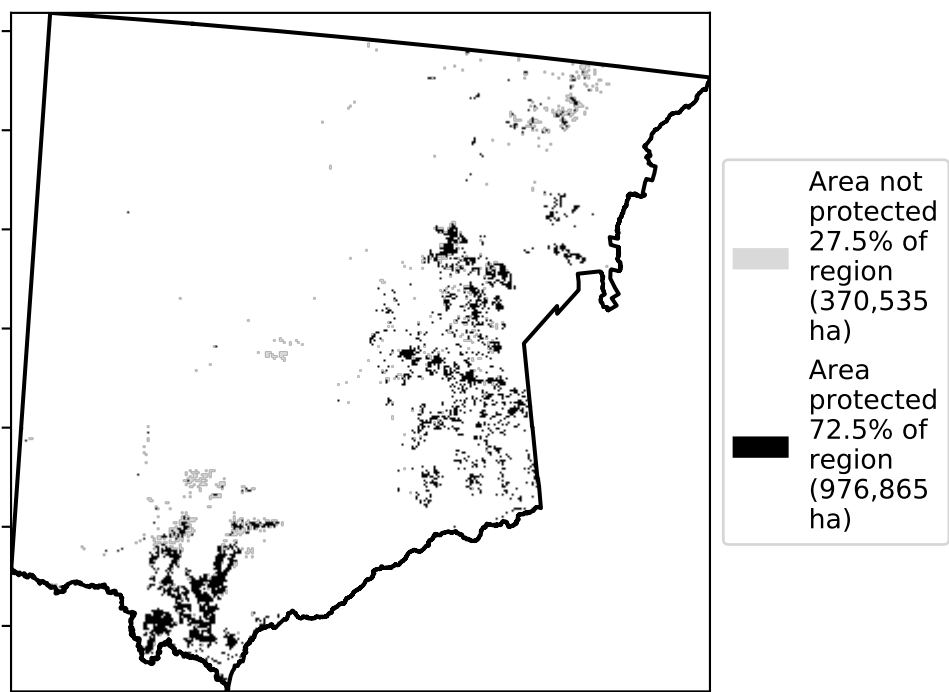 Area not
protected
27.5% of
region
(370,535
ha)
Area
protected
72.5% of
region
(976,865
ha)